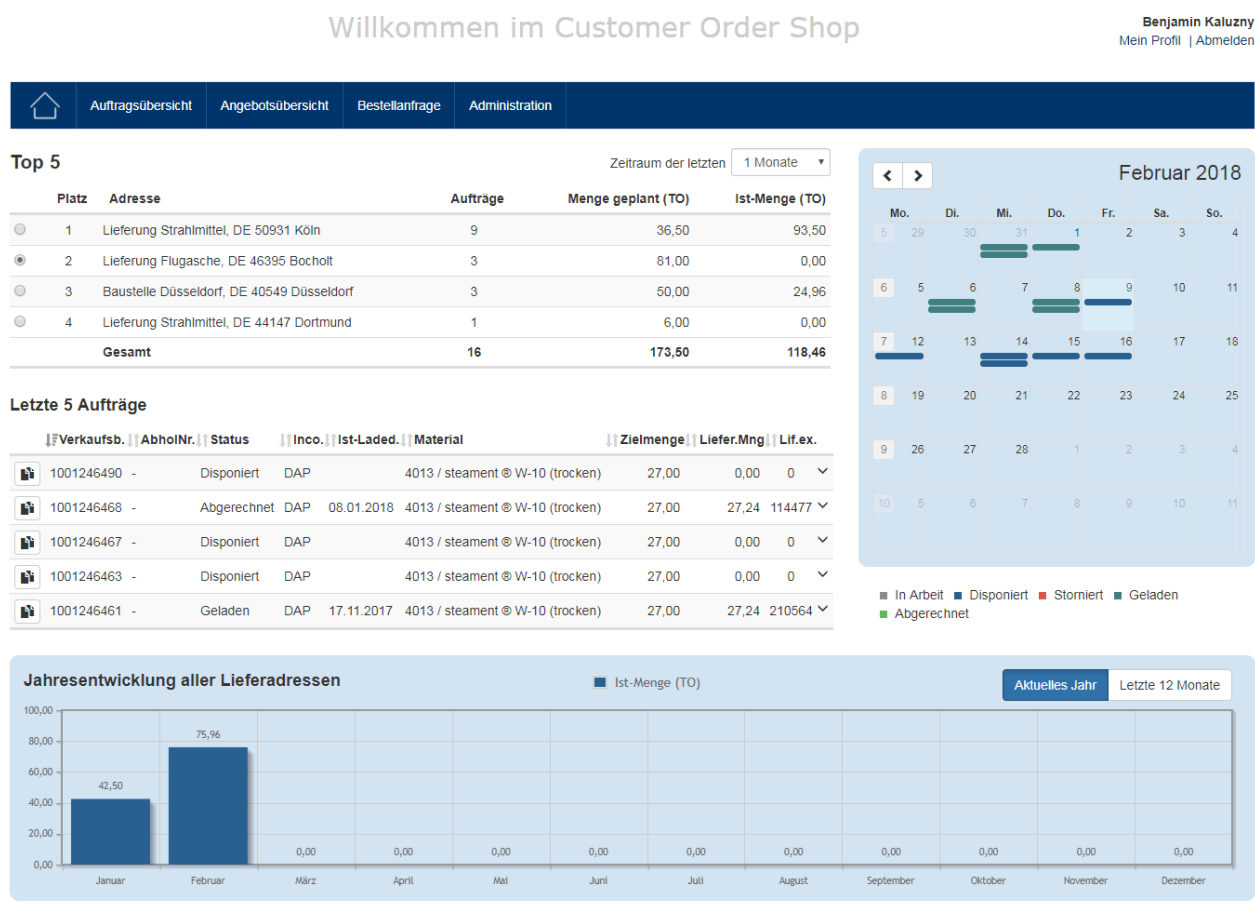 Willkommen im Customer Order Shop
Benjamin Kaluzny
Mein Profil | Abmelden
Auftragsübersicht Angebotsübersicht Bestellanfrage Administration
Top 5
Zeitraum der letzten 1 Monate
Platz Adresse Aufträge Menge geplant (TO) Ist-Menge (TO)
1 Lieferung Strahlmittel, DE 50931 Köln 9 36,50 93,50
2 Lieferung Flugasche, DE 46395 Bocholt 3 81,00 0,00
3 Baustelle Düsseldorf, DE 40549 Düsseldorf 3 50,00 24,96
4 Lieferung Strahlmittel, DE 44147 Dortmund 1 6,00 0,00
Gesamt 16 173,50 118,46
Letzte 5 Aufträge
Verkaufsb. AbholNr. Status Inco. Ist-Laded. Material Zielmenge Liefer.Mng Lif.ex.
1001246490 - Disponiert DAP 4013 / steament ® W-10 (trocken) 27,00 0,00 0
1001246468 - Abgerechnet DAP 08.01.2018 4013 / steament ® W-10 (trocken) 27,00 27,24 114477
1001246467 - Disponiert DAP 4013 / steament ® W-10 (trocken) 27,00 0,00 0
1001246463 - Disponiert DAP 4013 / steament ® W-10 (trocken) 27,00 0,00 0
1001246461 - Geladen DAP 17.11.2017 4013 / steament ® W-10 (trocken) 27,00 27,24 210564
Februar 2018
Mo. Di. Mi. Do. Fr. Sa. So.
5 29 30 31 1 2 3 4
6 5 6 7 8 9 10 11
7 12 13 14 15 16 17 18
8 19 20 21 22 23 24 25
9 26 27 28 1 2 3 4
10 5 6 7 8 9 10 11
In Arbeit Disponiert Storniert Geladen
Abgerechnet
Jahresentwicklung aller Lieferadressen
Ist-Menge (TO)
Aktuelles Jahr Letzte 12 Monate
100,00
80,00
60,00
40,00
20,00
0,00
42,50 75,96 0,00 0,00 0,00 0,00 0,00 0,00 0,00 0,00 0,00 0,00
Januar Februar März April Mai Juni Juli August September Oktober November Dezember